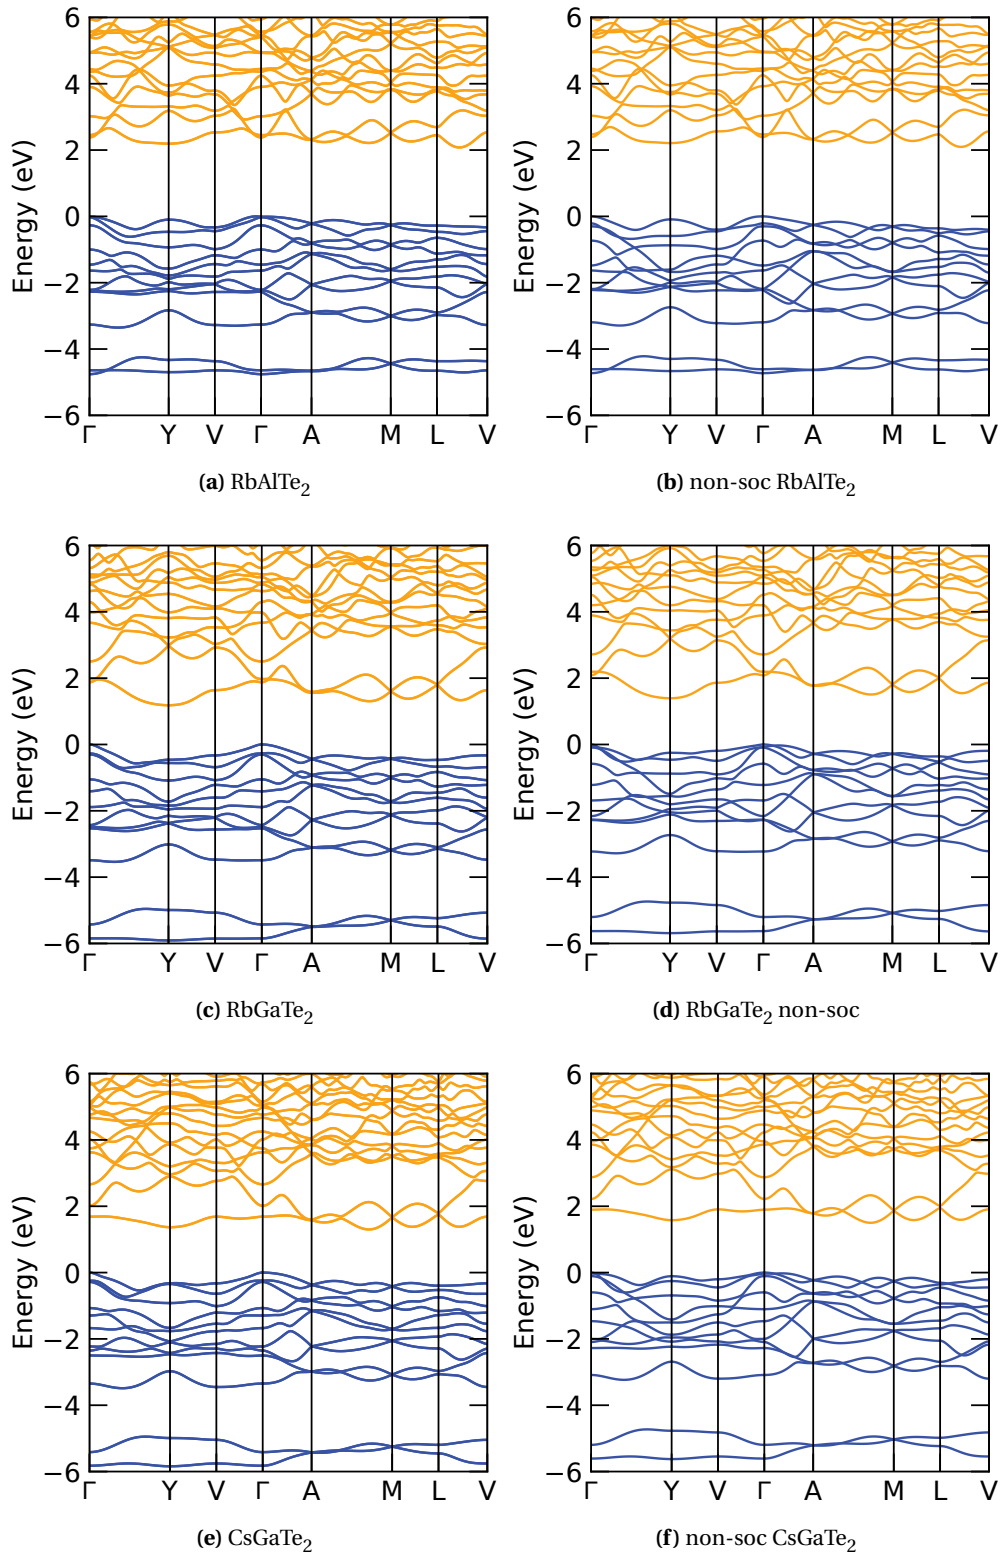 6
4
2
0
−2
−4
−6
Energy (eV)
Γ Y V Γ A M L V
(a) RbAlTe2
6
4
2
0
−2
−4
−6
Energy (eV)
Γ Y V Γ A M L V
(b) non-soc RbAlTe2
6
4
2
0
−2
−4
−6
Energy (eV)
Γ Y V Γ A M L V
(c) RbGaTe2
6
4
2
0
−2
−4
−6
Energy (eV)
Γ Y V Γ A M L V
(d) RbGaTe2 non-soc
6
4
2
0
−2
−4
−6
Energy (eV)
Γ Y V Γ A M L V
(e) CsGaTe2
6
4
2
0
−2
−4
−6
Energy (eV)
Γ Y V Γ A M L V
(f) non-soc CsGaTe2